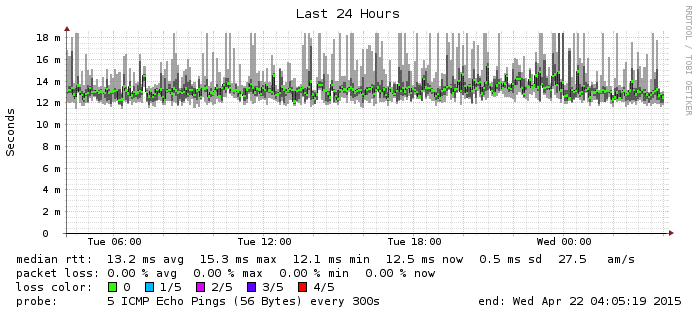 Last 24 Hours
RRDTOOL / TOBI OETIKER
Seconds
18 m
16 m
14 m
12 m
10 m
8 m
6 m
4 m
2 m
0
Tue 06:00 Tue 12:00 Tue 18:00 Wed 00:00
median rtt: 13.2 ms avg 15.3 ms max 12.1 ms min 12.5 ms now 0.5 ms sd 27.5 am/s
packet loss: 0.00 % avg 0.00 % max 0.00 % min 0.00 % now
loss color: 0 1/5 2/5 3/5 4/5
probe: 5 ICMP Echo Pings (56 Bytes) every 300s end: Wed Apr 22 04:05:19 2015